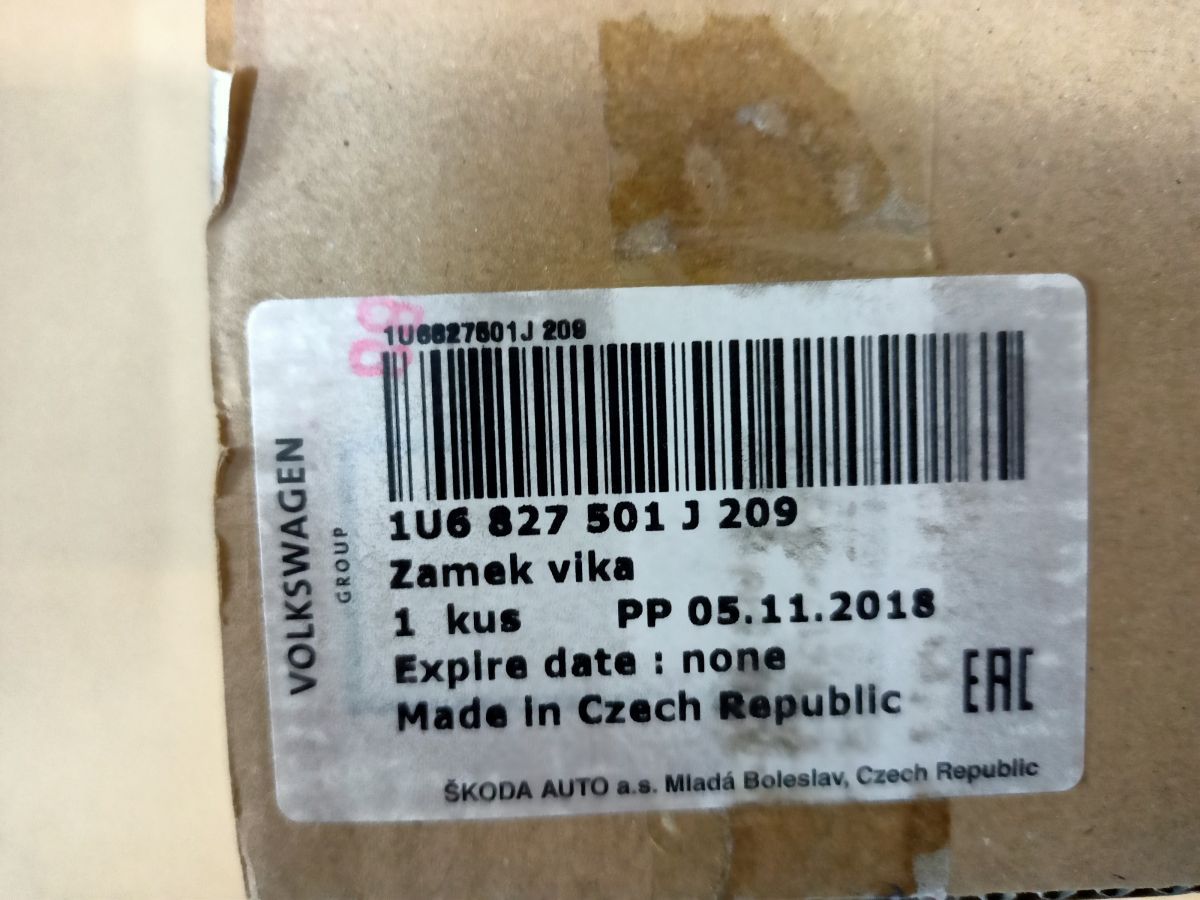 99
1U6827501J 209
1U6 827 501 J 209
Zamek vika
1 kus PP 05.11.2018
Expire date : none
Made in Czech Republic
EAC
ŠKODA AUTO a.s. Mladá Boleslav, Czech Republic
VOLKSWAGEN
GROUP